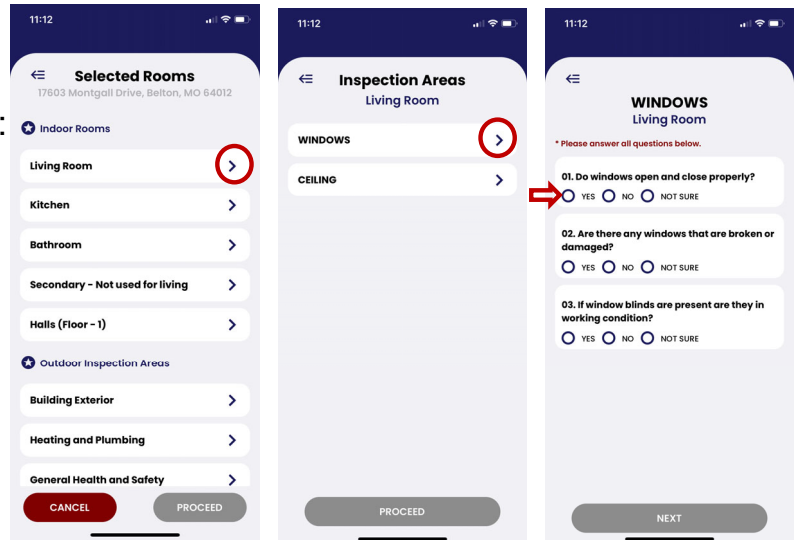 11:12
Selected Rooms
17603 Montgall Drive, Belton, MO 64012
:
Indoor Rooms
Living Room
Kitchen
Bathroom
Secondary - Not used for living
Halls (Floor - 1)
Outdoor Inspection Areas
Building Exterior
Heating and Plumbing
General Health and Safety
CANCEL
PROCEED
11:12
Inspection Areas
Living Room
WINDOWS
CEILING
PROCEED
11:12
WINDOWS
Living Room
* Please answer all questions below.
01. Do windows open and close properly?
YES NO NOT SURE
02. Are there any windows that are broken or
damaged?
YES NO NOT SURE
03. If window blinds are present are they in
working condition?
YES NO NOT SURE
NEXT